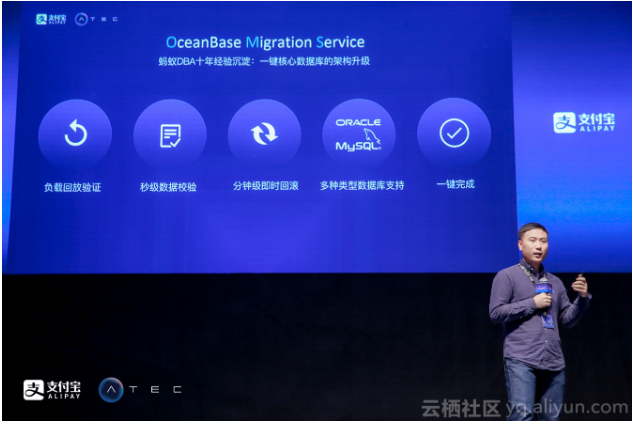 支付宝
ALIPAY
ATEC
OceanBase Migration Service
蚂蚁DBA十年经验沉淀：一键核心数据库的架构升级
ORACLE
MySQL
负载回放验证
秒级数据校验
分钟级即时回滚
多种类型数据库支持
一键完成
支付宝
ALIPAY
支付宝
ALIPAY
ATEC
云栖社区 yq.aliyun.com